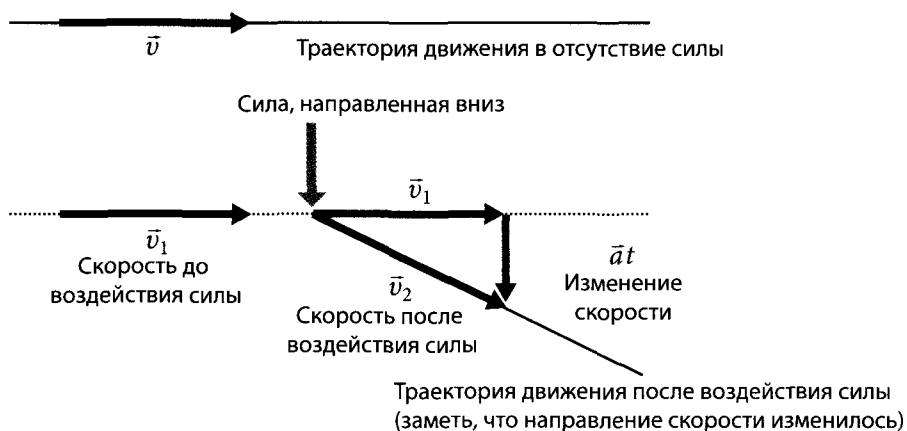 v⃗
Траектория движения в отсутствие силы
Сила, направленная вниз
v⃗₁
v⃗₁
Скорость до
воздействия силы
v⃗₂
Скорость после
воздействия силы
a⃗t
Изменение
скорости
Траектория движения после воздействия силы
(заметь, что направление скорости изменилось)